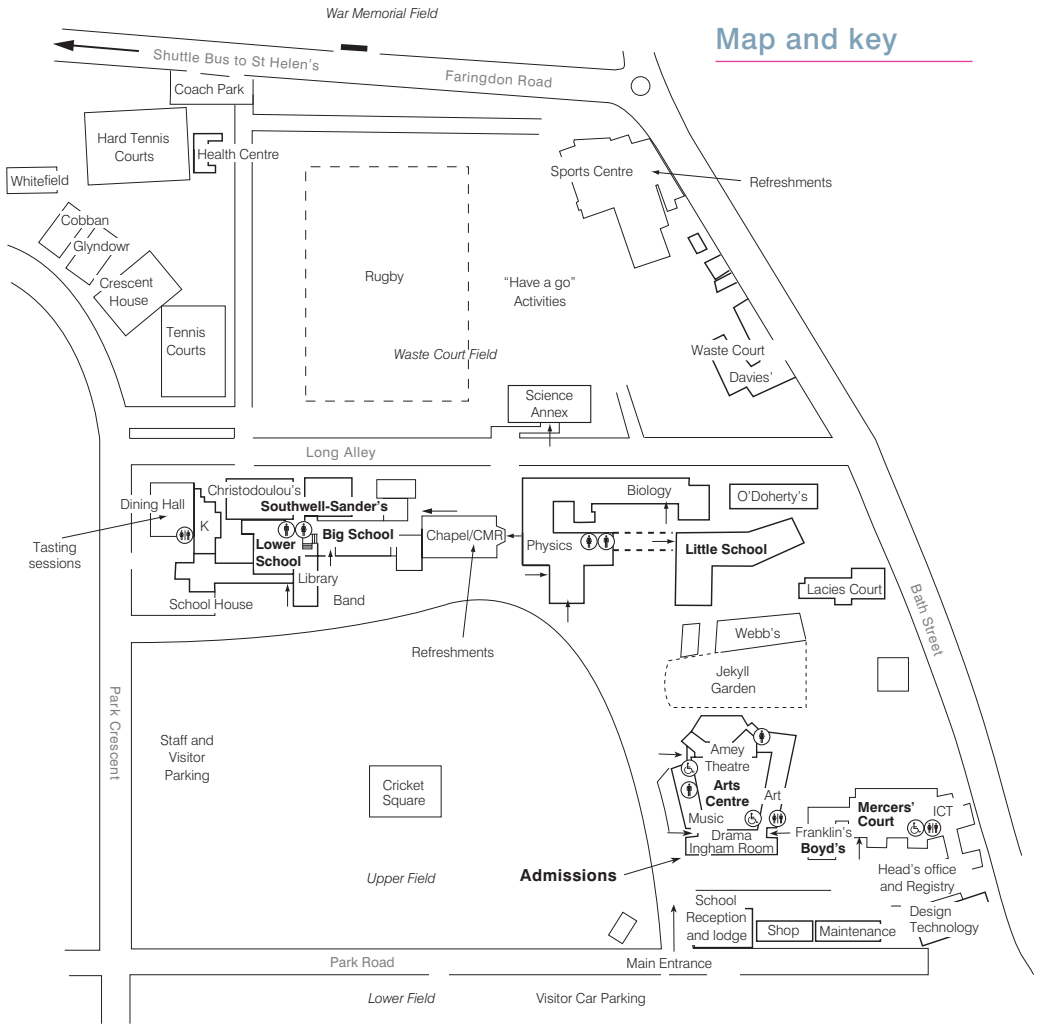 War Memorial Field
Map and key
Shuttle Bus to St Helen's
Faringdon Road
Coach Park
Hard Tennis
Courts
Health Centre
Whitefield
Sports Centre
Refreshments
Cobban
Glyndowr
Crescent
House
Rugby
"Have a go"
Activities
Tennis
Courts
Waste Court Field
Waste Court
Davies'
Science
Annex
Long Alley
Dining Hall
Christodoulou's
Southwell-Sander's
Biology
O'Doherty's
K
Big School
Chapel/CMR
Physics
Little School
Tasting
sessions
Lower
School
Library
School House
Band
Lacies Court
Bath Street
Refreshments
Webb's
Jekyll
Garden
Park Crescent
Staff and
Visitor
Parking
Cricket
Square
Amey
Theatre
Arts
Centre
Art
Music
Drama
Ingham Room
Mercers'
Court
ICT
Franklin's
Boyd's
Admissions
Upper Field
Head's office
and Registry
School
Reception
and lodge
Shop
Maintenance
Design
Technology
Park Road
Main Entrance
Lower Field
Visitor Car Parking